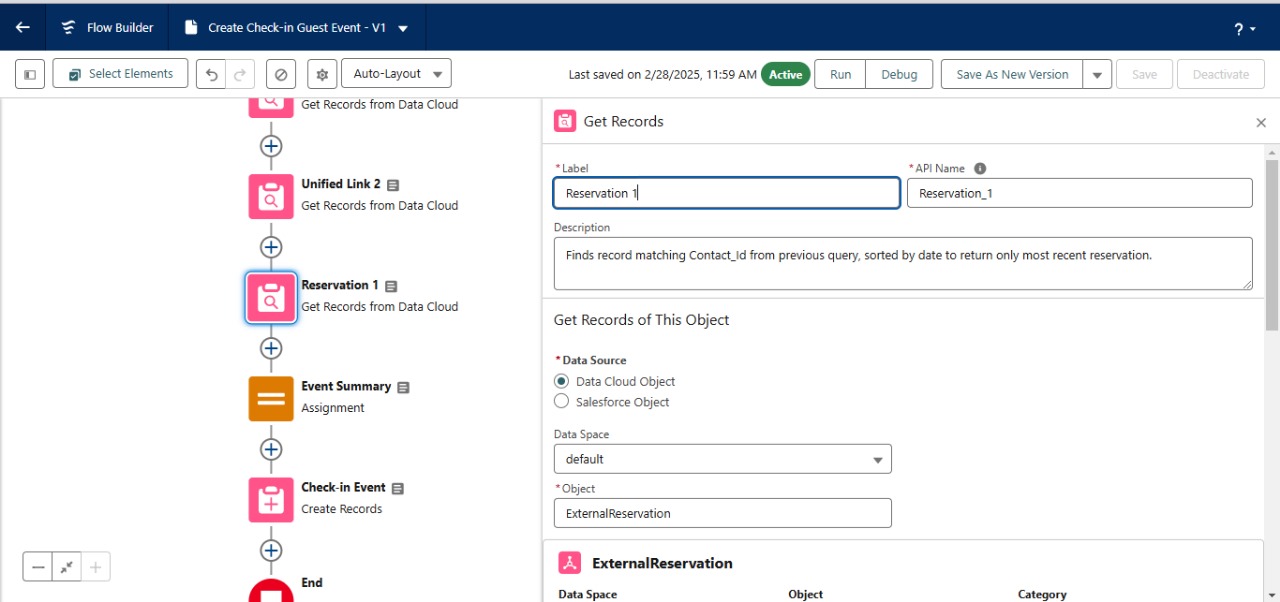 Flow Builder
Create Check-in Guest Event - V1
?
Select Elements
Auto-Layout
Last saved on 2/28/2025, 11:59 AM
Active
Run
Debug
Save As New Version
Save
Deactivate
Get Records from Data Cloud
Unified Link 2
Get Records from Data Cloud
Reservation 1
Get Records from Data Cloud
Event Summary
Assignment
Check-in Event
Create Records
End
Get Records
*Label
Reservation 1
*API Name
Reservation_1
Description
Finds record matching Contact_Id from previous query, sorted by date to return only most recent reservation.
Get Records of This Object
*Data Source
Data Cloud Object
Salesforce Object
Data Space
default
*Object
ExternalReservation
ExternalReservation
Data Space Object Category